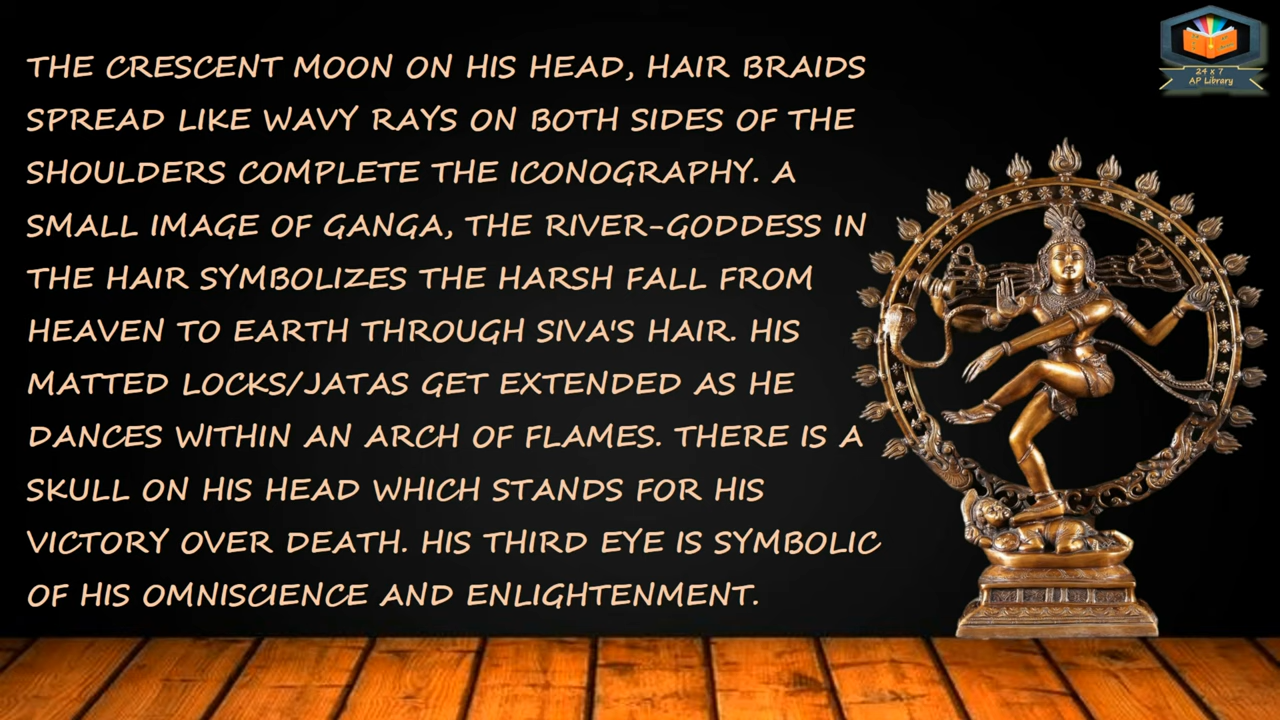 THE CRESCENT MOON ON HIS HEAD, HAIR BRAIDS
SPREAD LIKE WAVY RAYS ON BOTH SIDES OF THE
SHOULDERS COMPLETE THE ICONOGRAPHY. A
SMALL IMAGE OF GANGA, THE RIVER-GODDESS IN
THE HAIR SYMBOLIZES THE HARSH FALL FROM
HEAVEN TO EARTH THROUGH SIVA'S HAIR. HIS
MATTED LOCKS/JATAS GET EXTENDED AS HE
DANCES WITHIN AN ARCH OF FLAMES. THERE IS A
SKULL ON HIS HEAD WHICH STANDS FOR HIS
VICTORY OVER DEATH. HIS THIRD EYE IS SYMBOLIC
OF HIS OMNISCIENCE AND ENLIGHTENMENT.
24 x 7
AP Library